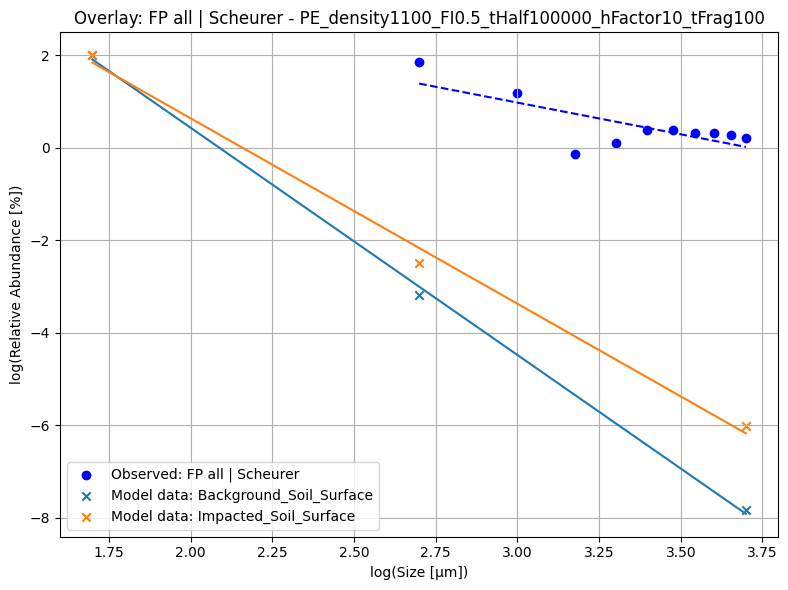 Overlay: FP all | Scheurer - PE_density1100_FI0.5_tHalf100000_hFactor10_tFrag100
log(Relative Abundance [%])
2
0
−2
−4
−6
−8
Observed: FP all | Scheurer
Model data: Background_Soil_Surface
Model data: Impacted_Soil_Surface
1.75 2.00 2.25 2.50 2.75 3.00 3.25 3.50 3.75
log(Size [µm])